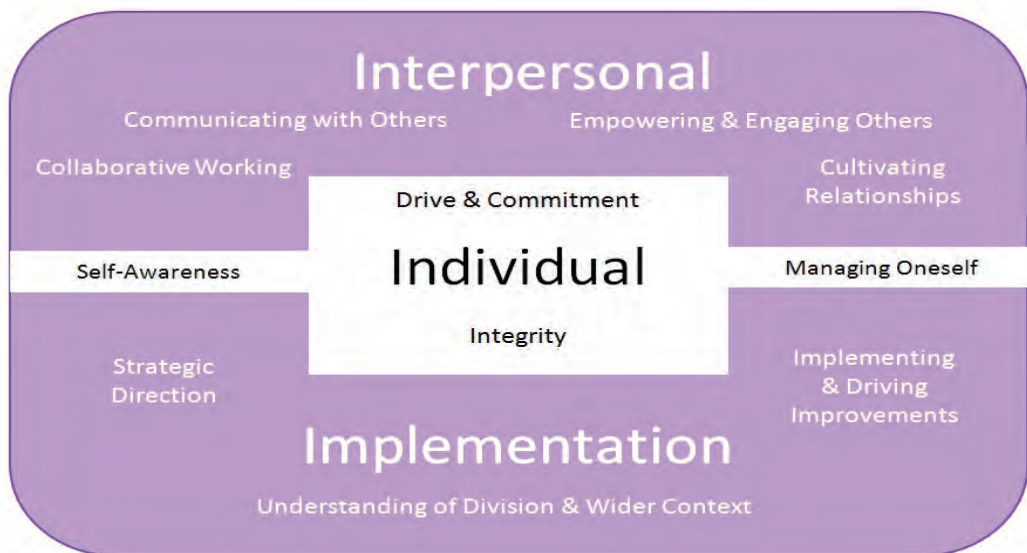 Interpersonal
Communicating with Others
Empowering & Engaging Others
Collaborative Working
Cultivating
Relationships
Drive & Commitment
Self-Awareness
Individual
Managing Oneself
Integrity
Strategic
Direction
Implementing
& Driving
Improvements
Implementation
Understanding of Division & Wider Context